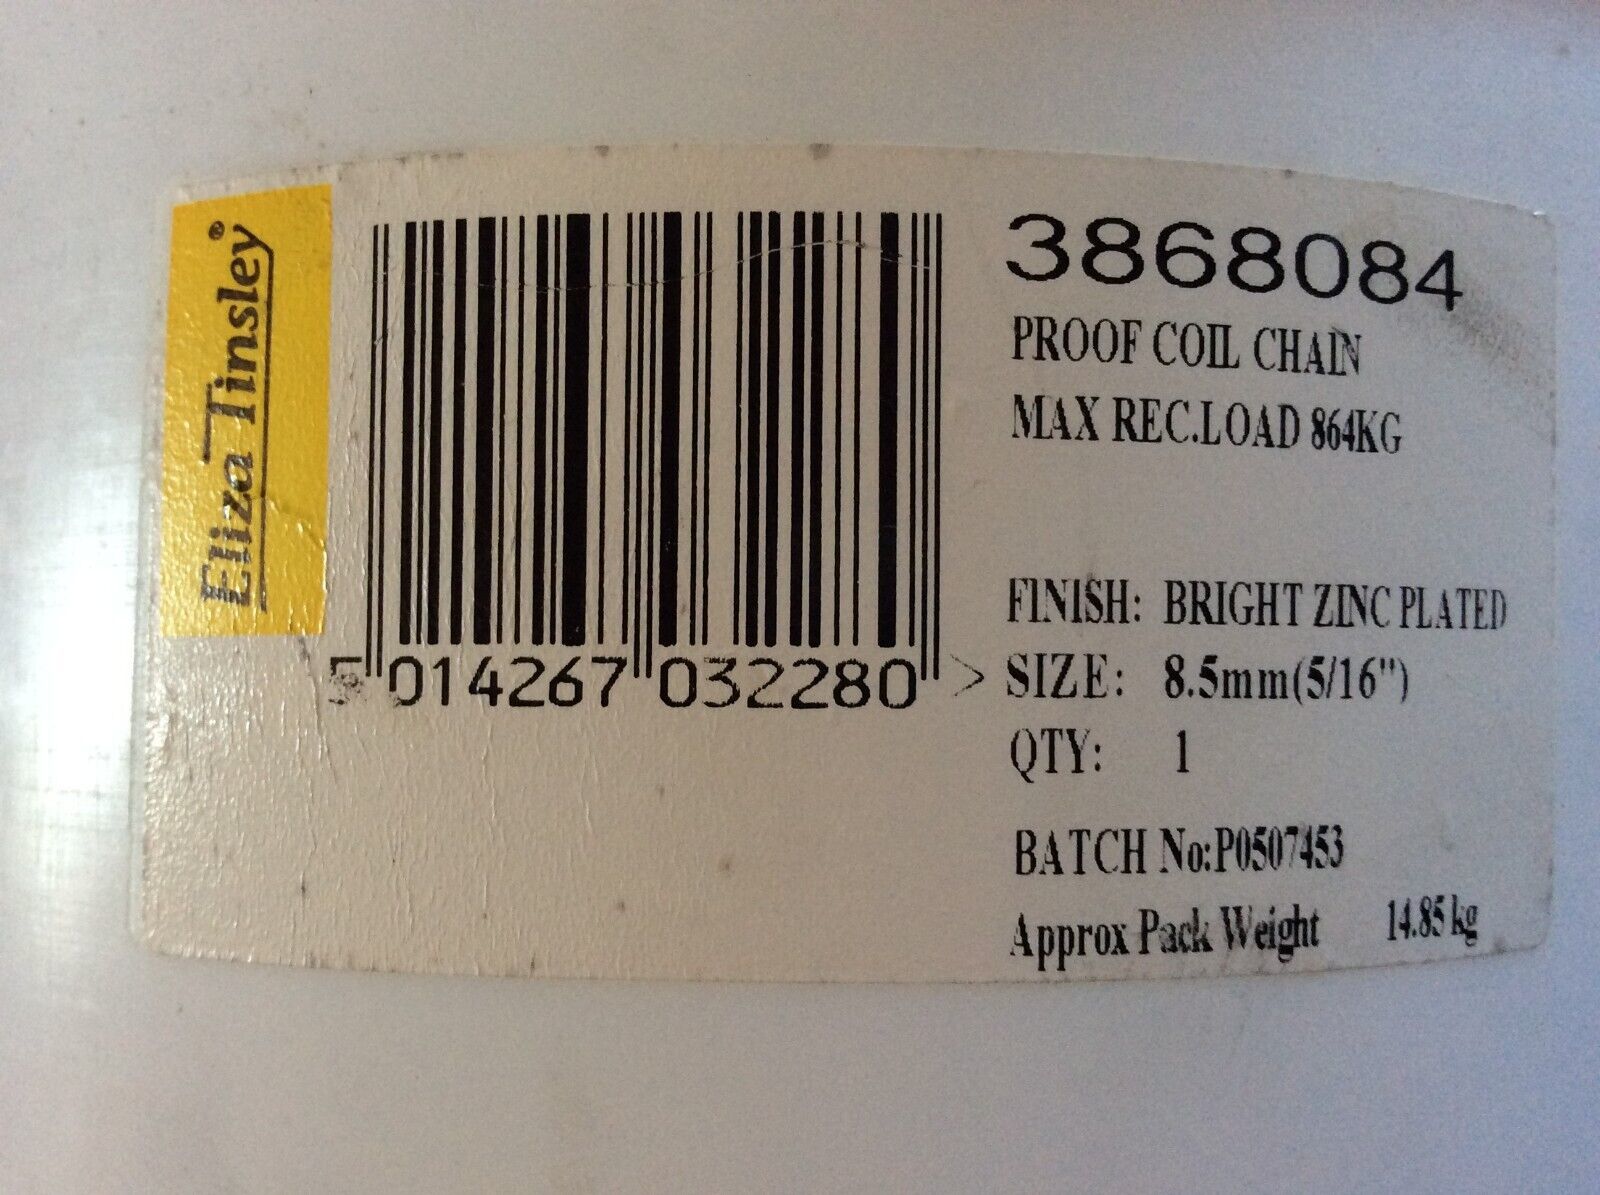 Eliza Tinsley®
3868084
PROOF COIL CHAIN
MAX REC.LOAD 864KG
FINISH: BRIGHT ZINC PLATED
SIZE: 8.5mm(5/16")
QTY: 1
BATCH No:P0507453
Approx Pack Weight 14.85 kg
5 014267 032280 >